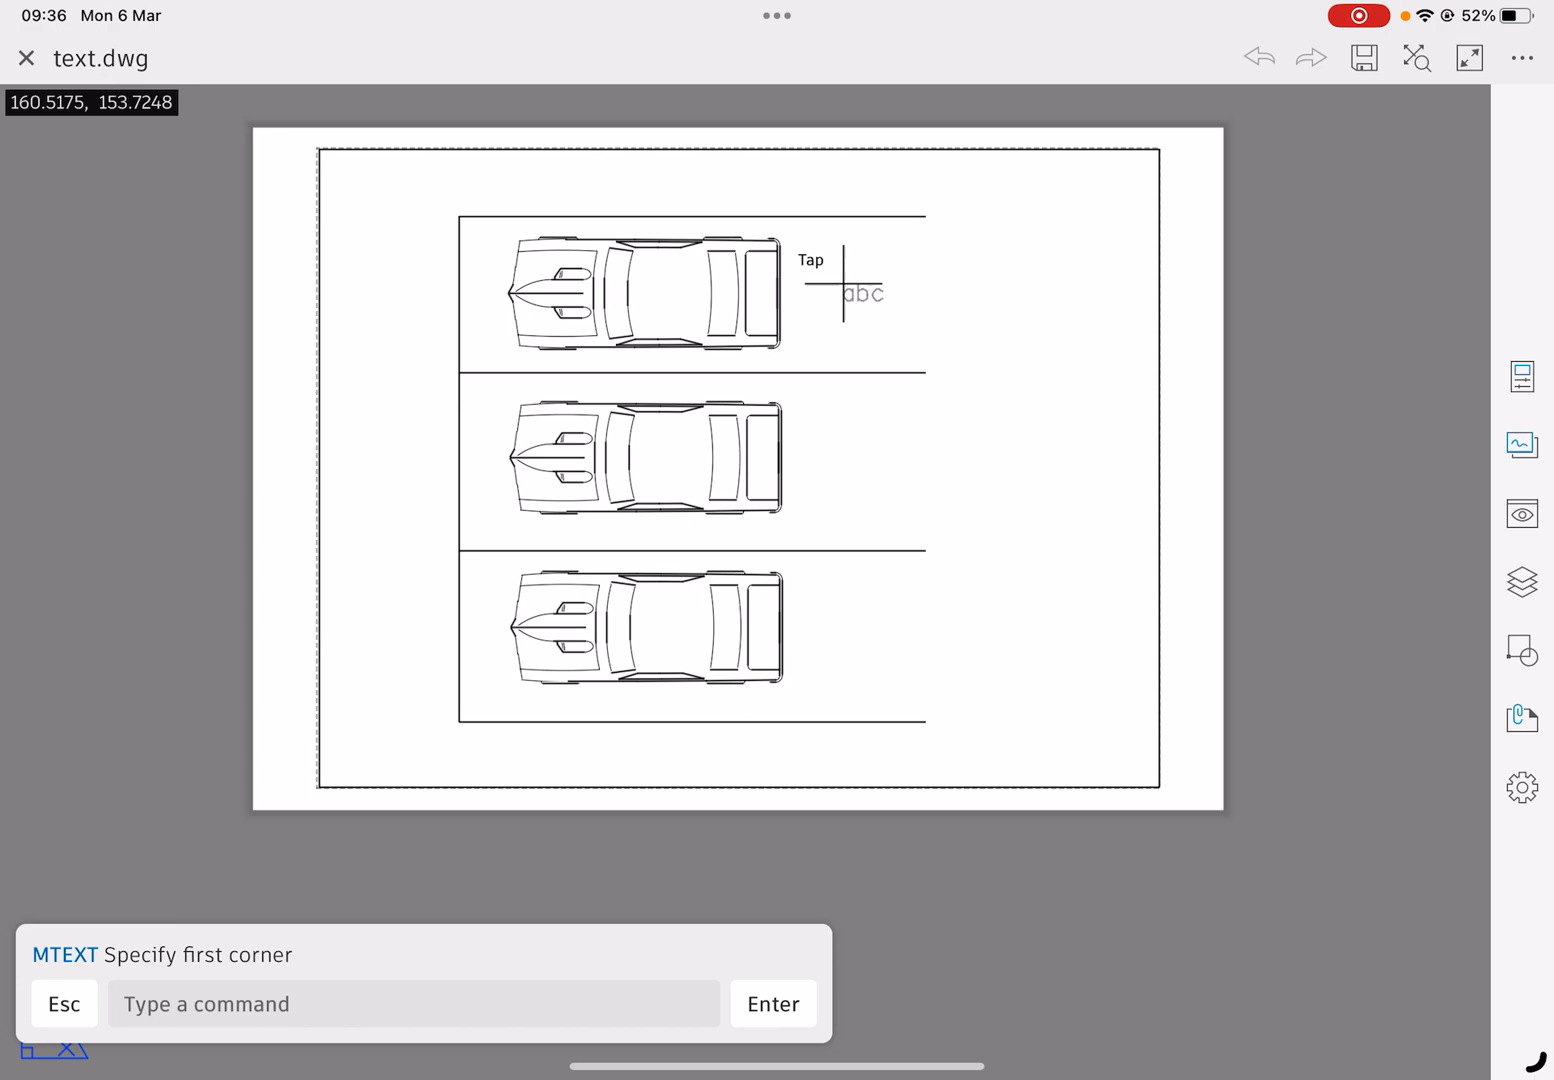 09:36 Mon 6 Mar
52%
text.dwg
160.5175, 153.7248
Tap
abc
MTEXT Specify first corner
Esc
Type a command
Enter